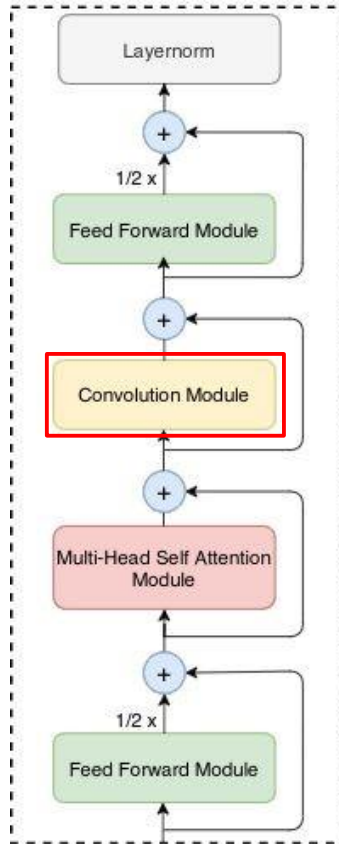 Layernorm
+
1/2 x
Feed Forward Module
+
Convolution Module
+
Multi-Head Self Attention
Module
+
1/2 x
Feed Forward Module